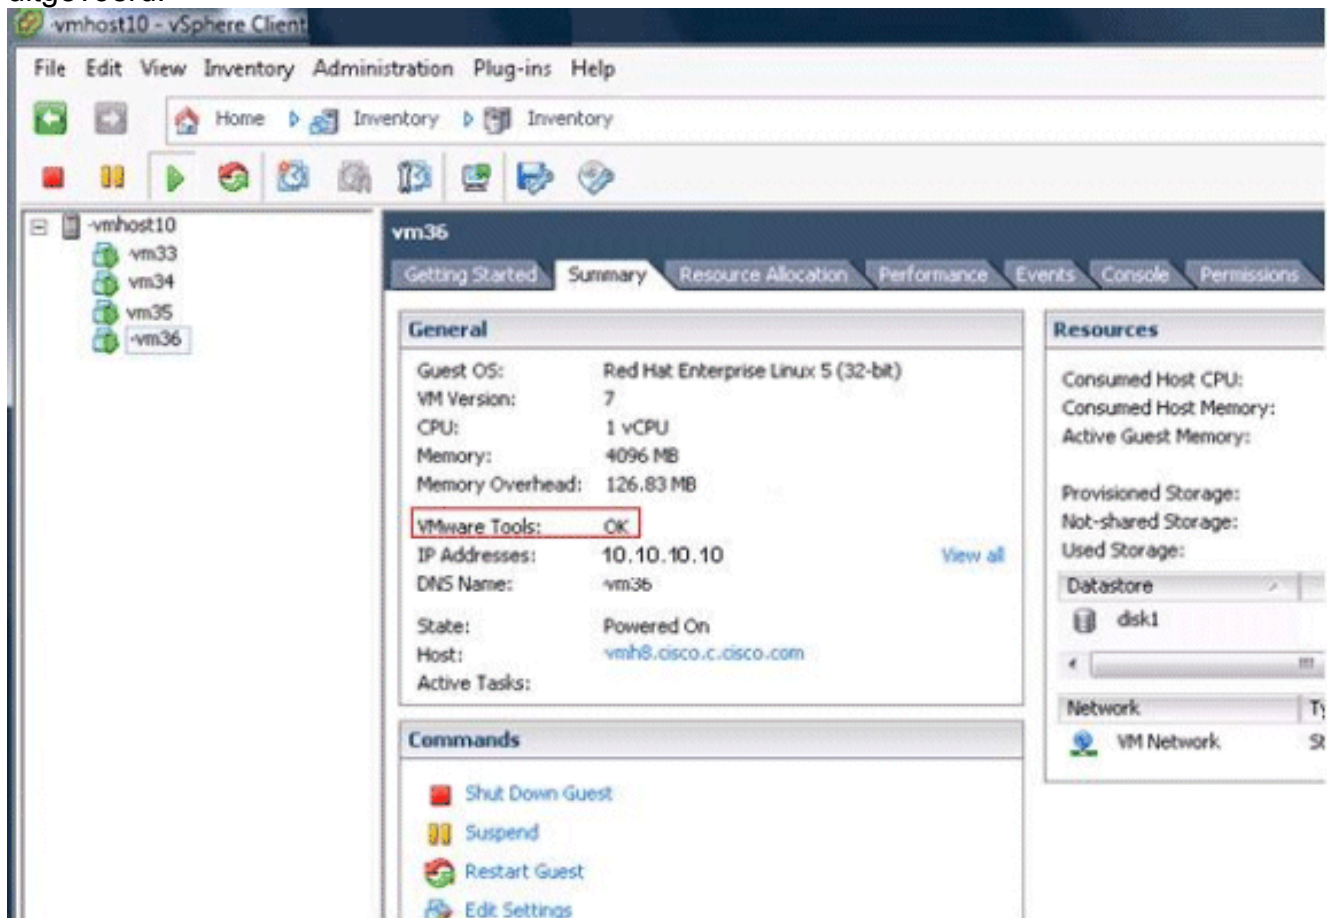 uitgevoerd.
-vmhost10 - vSphere Client
File Edit View Inventory Administration Plug-ins Help
Home Inventory Inventory
-vmhost10
vm33
vm34
vm35
-vm36
vm36
Getting Started Summary Resource Allocation Performance Events Console Permissions
General
Guest OS: Red Hat Enterprise Linux 5 (32-bit)
VM Version: 7
CPU: 1 vCPU
Memory: 4096 MB
Memory Overhead: 126.83 MB
VMware Tools: OK
IP Addresses: 10.10.10.10 View all
DNS Name: -vm36
State: Powered On
Host: vmh8.cisco.c.cisco.com
Active Tasks:
Commands
Shut Down Guest
Suspend
Restart Guest
Edit Settings
Resources
Consumed Host CPU:
Consumed Host Memory:
Active Guest Memory:
Provisioned Storage:
Not-shared Storage:
Used Storage:
Datastore
disk1
Network
VM Network